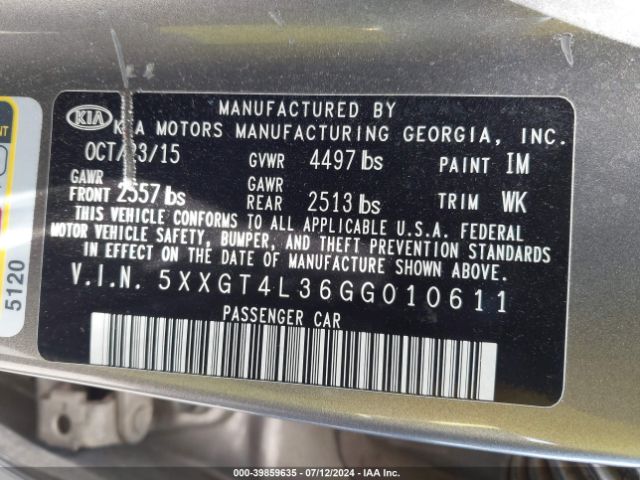 MANUFACTURED BY
KIA KIA MOTORS MANUFACTURING GEORGIA, INC.
OCT/23/15 GVWR 4497 lbs PAINT IM
GAWR FRONT 2557 lbs GAWR REAR 2513 lbs TRIM WK
THIS VEHICLE CONFORMS TO ALL APPLICABLE U.S.A. FEDERAL
MOTOR VEHICLE SAFETY, BUMPER, AND THEFT PREVENTION STANDARDS
IN EFFECT ON THE DATE OF MANUFACTURE SHOWN ABOVE.
V.I.N. 5XXGT4L36GG010611
PASSENGER CAR
5120
000-39859635 / 07/12/2024 / IAA Inc.